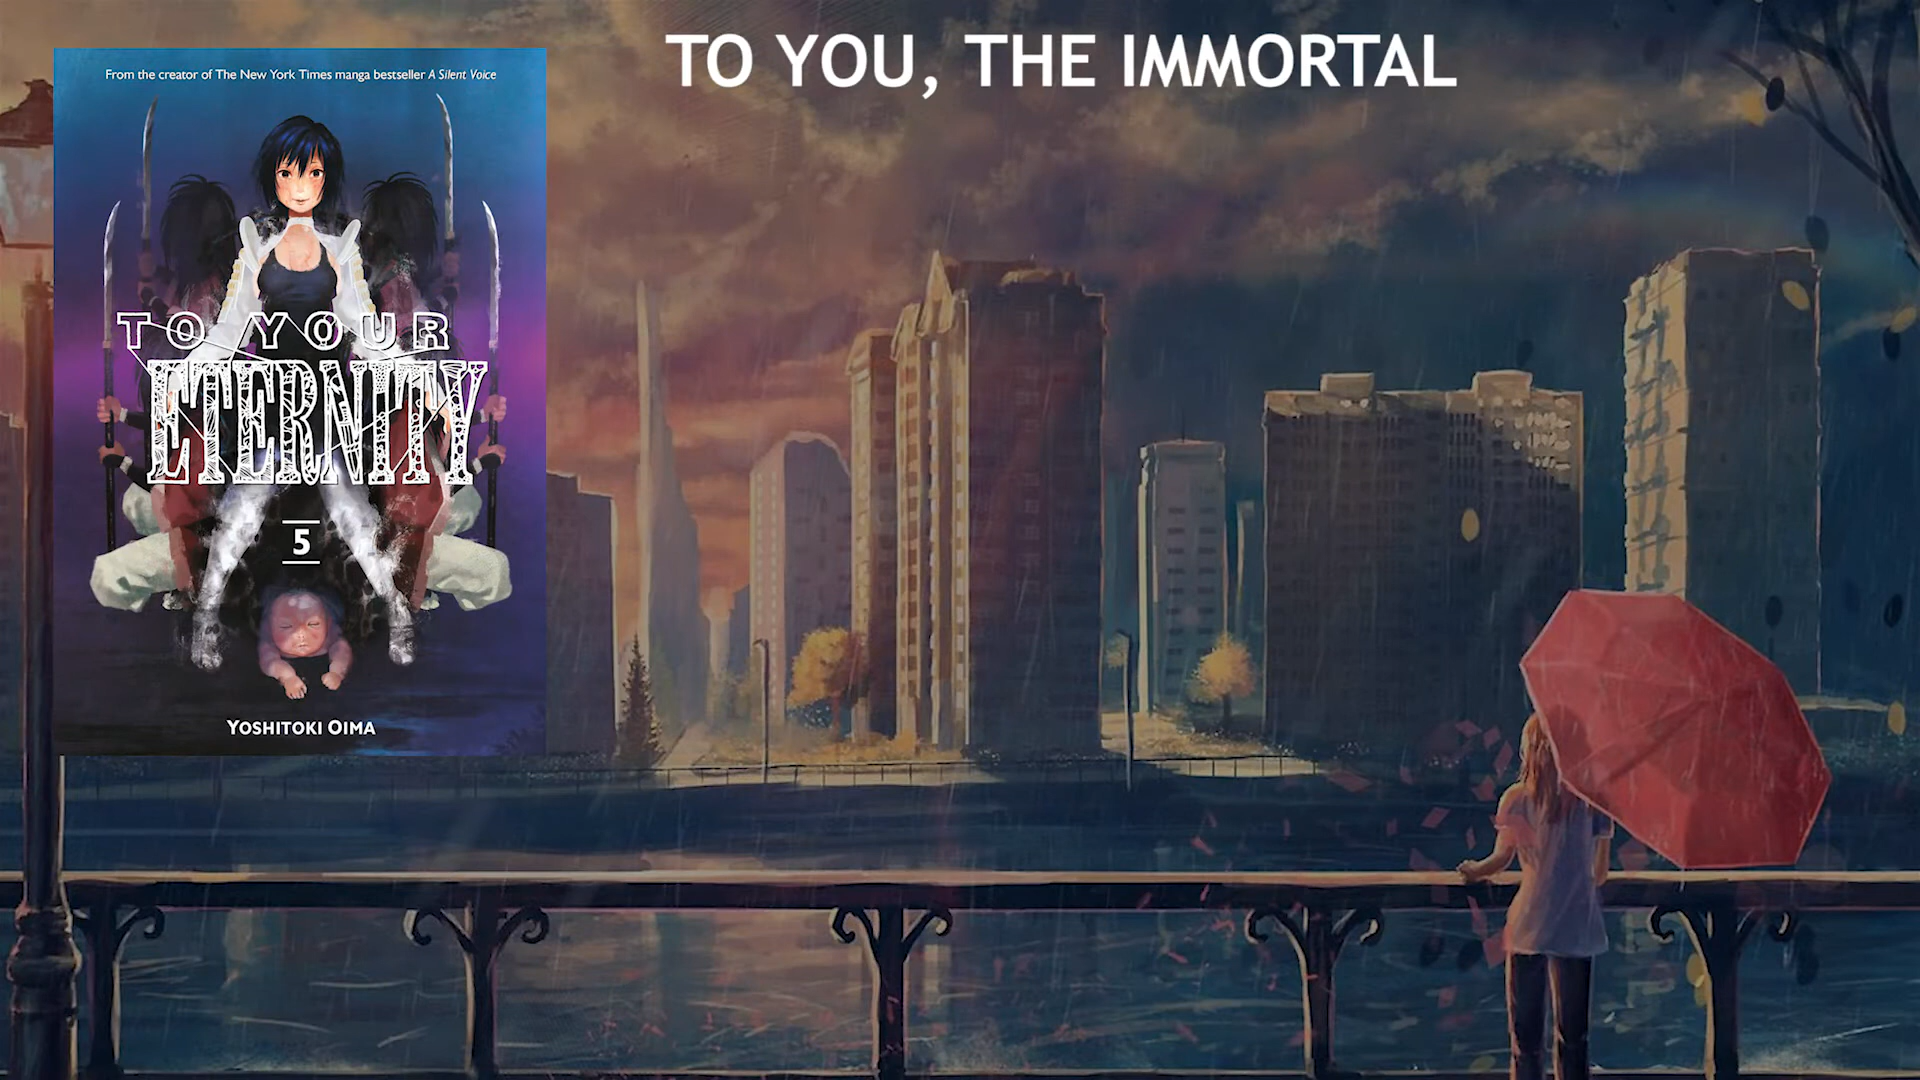 TO YOU, THE IMMORTAL
From the creator of The New York Times manga bestseller A Silent Voice
TO YOUR
ETERNITY
5
YOSHITOKI OIMA